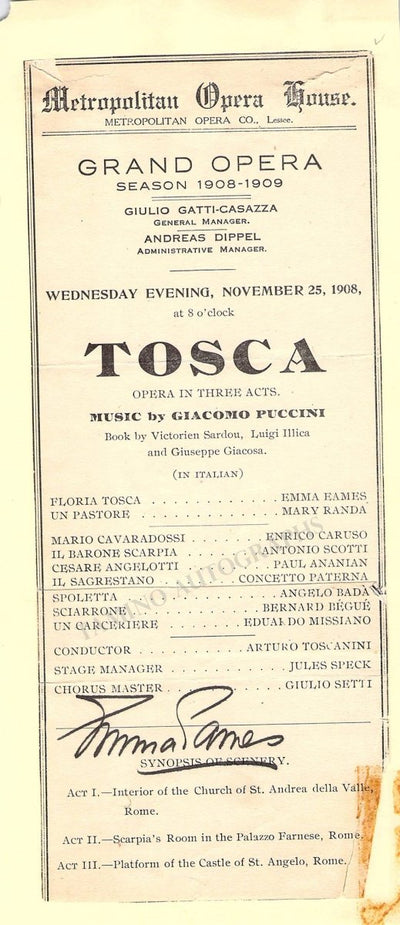 Metropolitan Opera House.
METROPOLITAN OPERA CO., Lessee.
GRAND OPERA
SEASON 1908-1909
GIULIO GATTI-CASAZZA
GENERAL MANAGER.
ANDREAS DIPPEL
ADMINISTRATIVE MANAGER.
WEDNESDAY EVENING, NOVEMBER 25, 1908,
at 8 o'clock
TOSCA
OPERA IN THREE ACTS.
MUSIC by GIACOMO PUCCINI
Book by Victorien Sardou, Luigi Illica
and Giuseppe Giacosa.
(IN ITALIAN)
FLORIA TOSCA . . . . . . . . . . . . EMMA EAMES
UN PASTORE . . . . . . . . . . . . MARY RANDA
MARIO CAVARADOSSI . . . . . . . ENRICO CARUSO
IL BARONE SCARPIA . . . . . . . ANTONIO SCOTTI
CESARE ANGELOTTI . . . . . . . PAUL ANANIAN
IL SAGRESTANO . . . . . . . CONCETTO PATERNA
SPOLETTA . . . . . . . . . . . . ANGELO BADA
SCIARRONE . . . . . . . . . . BERNARD BÉGUÉ
UN CARCERIERE . . . . . . . EDUARDO MISSIANO
CONDUCTOR . . . . . . . . ARTURO TOSCANINI
STAGE MANAGER . . . . . . . . . JULES SPECK
CHORUS MASTER . . . . . . . . . GIULIO SETTI
TAMINO AUTOGRAPHS
Emma Eames
SYNOPSIS OF SCENERY.
ACT I.—Interior of the Church of St. Andrea della Valle,
Rome.
ACT II.—Scarpia's Room in the Palazzo Farnese, Rome.
ACT III.—Platform of the Castle of St. Angelo, Rome.